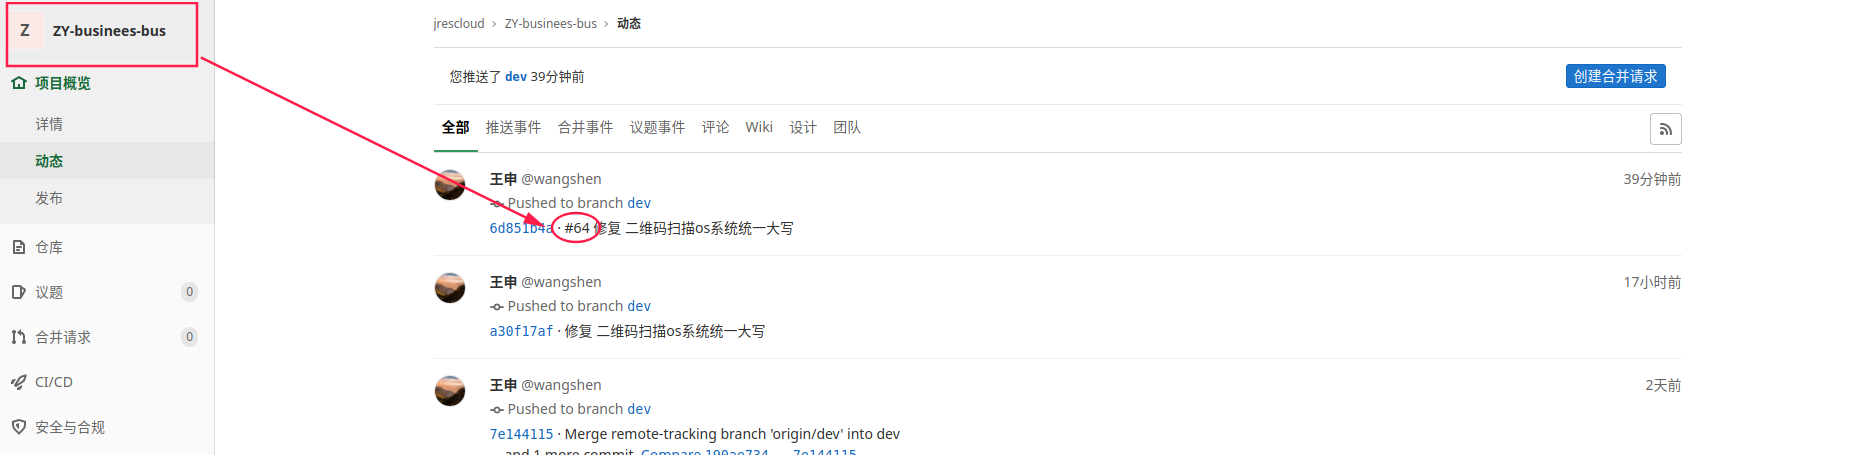 Z ZY-businees-bus
项目概览
详情
动态
发布
仓库
议题 0
合并请求 0
CI/CD
安全与合规
jrescloud › ZY-businees-bus › 动态
您推送了 dev 39分钟前
创建合并请求
全部 推送事件 合并事件 议题事件 评论 Wiki 设计 团队
王申 @wangshen 39分钟前
Pushed to branch dev
6d851b4a · #64 修复 二维码扫描os系统统一大写
王申 @wangshen 17小时前
Pushed to branch dev
a30f17af · 修复 二维码扫描os系统统一大写
王申 @wangshen 2天前
Pushed to branch dev
7e144115 · Merge remote-tracking branch 'origin/dev' into dev
and 1 more commit. Compare 190ae734 ... 7e144115